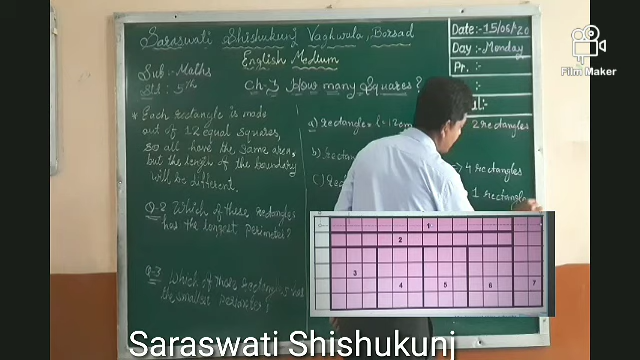 Saraswati Shishukunj Vaghwala, Borsad
English Medium
Date:- 15/06/20
Day:- Monday
Pr.:
Sub:- Maths
Std:- 5th
Ch-3 How many Squares?
* Each rectangle is made
out of 12 equal squares,
so all have the same area,
but the length of the boundary
will be different.
Q-2 Which of these rectangles
has the longest perimeter?
Q-3 Which of these rectangles has
the smallest perimeter?
a) rectangle = l = 12cm
2 rectangles
b)
4 rectangles
(c)
1 rectangle
1
2
3
4
5
6
7
Film Maker
Saraswati Shishukunj